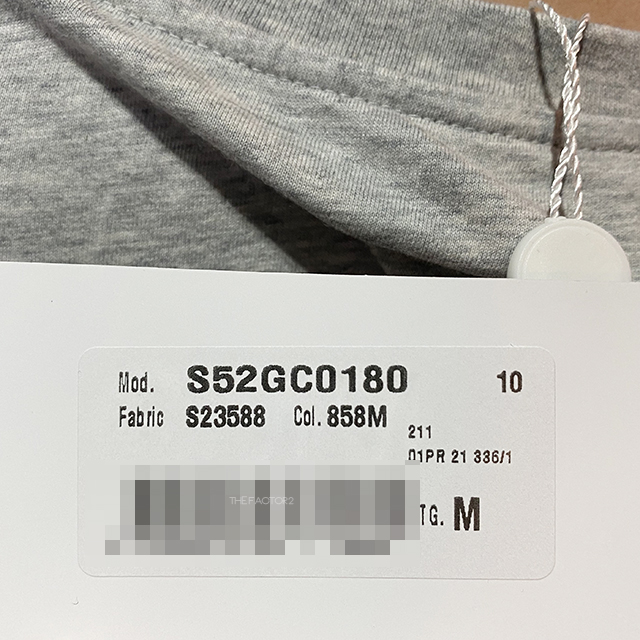 Mod. S52GC0180 10
Fabric S23588 Col. 858M
211
01PR 21 336/1
THE.FACTOR2
TG. M